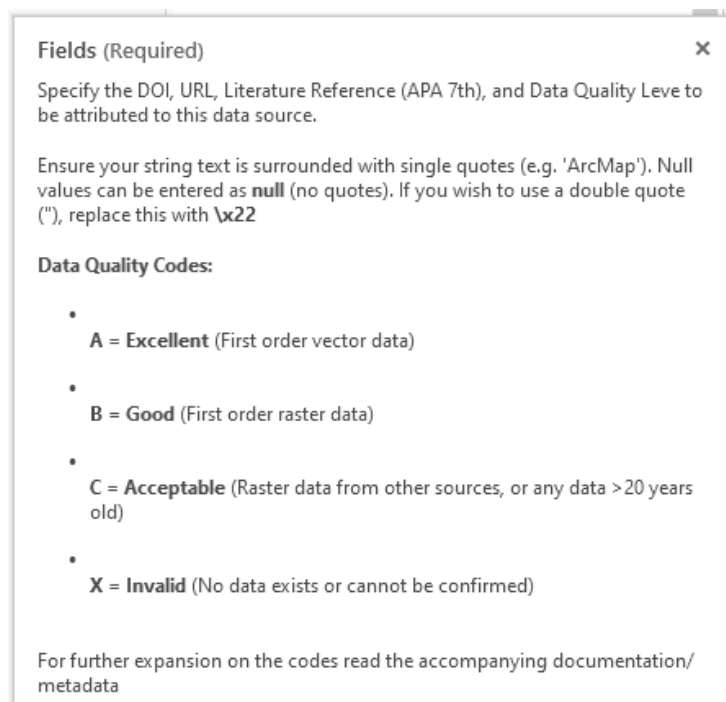 Fields (Required)
×
Specify the DOI, URL, Literature Reference (APA 7th), and Data Quality Leve to
be attributed to this data source.
Ensure your string text is surrounded with single quotes (e.g. 'ArcMap'). Null
values can be entered as null (no quotes). If you wish to use a double quote
("), replace this with \x22
Data Quality Codes:
•
A = Excellent (First order vector data)
•
B = Good (First order raster data)
•
C = Acceptable (Raster data from other sources, or any data >20 years
old)
•
X = Invalid (No data exists or cannot be confirmed)
For further expansion on the codes read the accompanying documentation/
metadata